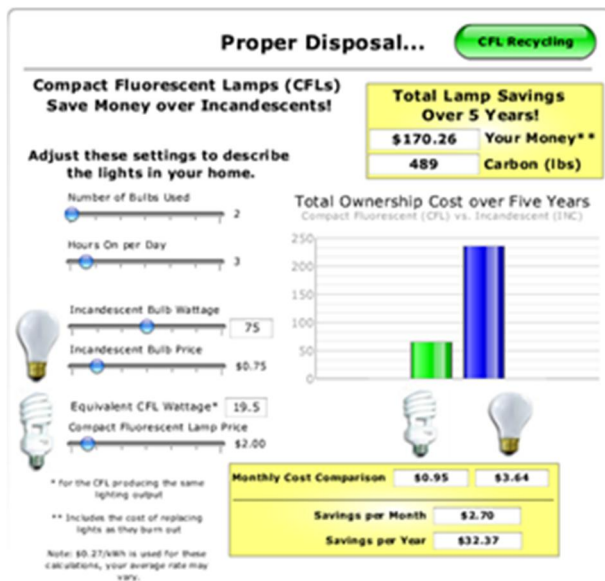 Proper Disposal...
CFL Recycling
Compact Fluorescent Lamps (CFLs)
Save Money over Incandescents!
Total Lamp Savings
Over 5 Years!
$170.26 Your Money**
489 Carbon (lbs)
Adjust these settings to describe
the lights in your home.
Number of Bulbs Used
2
Hours On per Day
3
Incandescent Bulb Wattage
75
Incandescent Bulb Price
$0.75
Equivalent CFL Wattage* 19.5
Compact Fluorescent Lamp Price
$2.00
* for the CFL producing the same
lighting output
** Includes the cost of replacing
lights as they burn out
Note: $0.27/kWh is used for these
calculations, your average rate may
vary.
Total Ownership Cost over Five Years
Compact Fluorescent (CFL) vs. Incandescent (INC)
250
200
150
100
50
0
Monthly Cost Comparison $0.95 $3.64
Savings per Month $2.70
Savings per Year $32.37